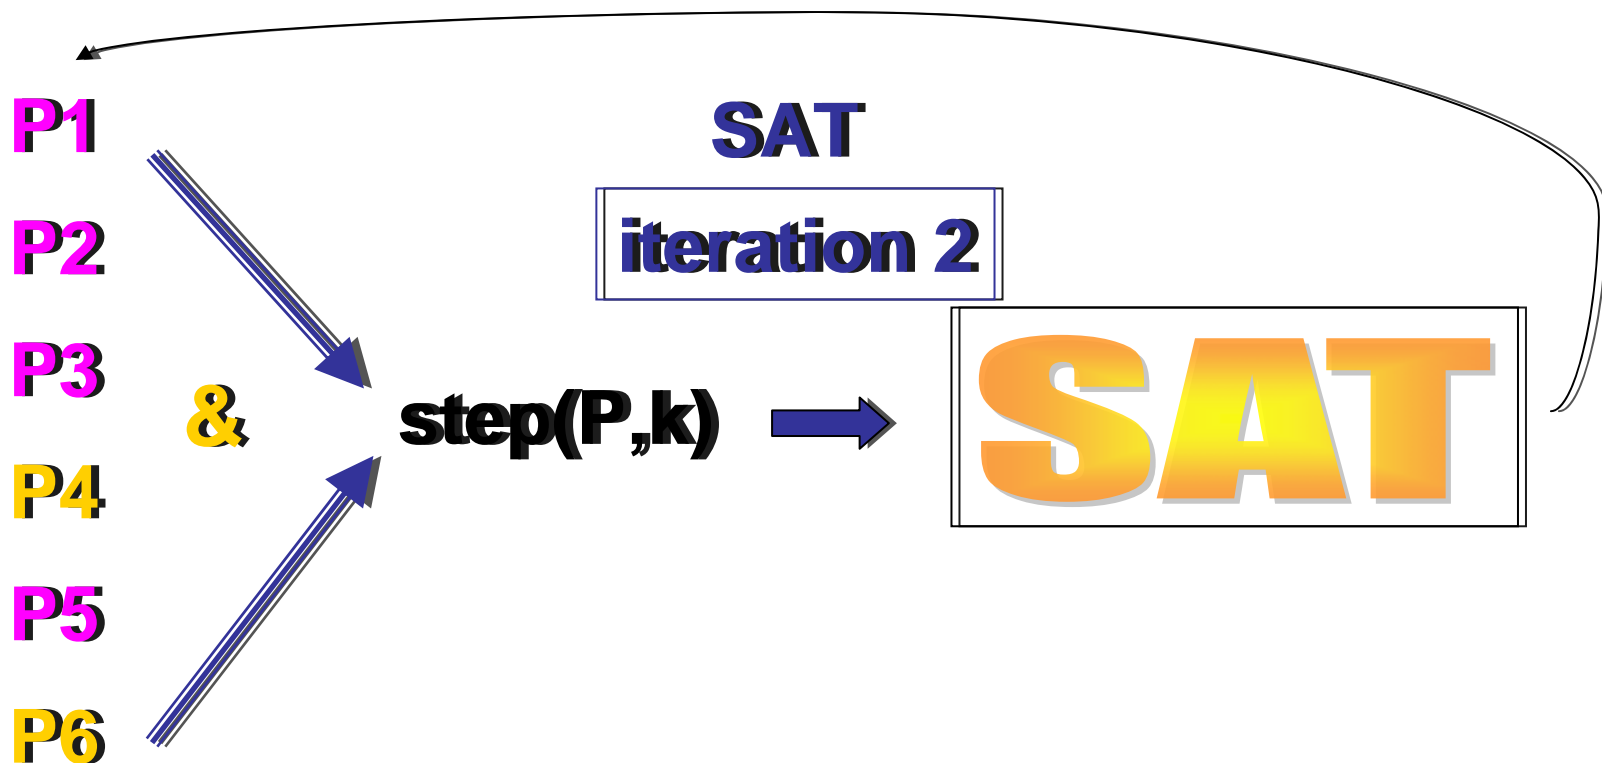 P1
SAT
P2
iteration 2
P3
&
step(P,k)
SAT
P4
P5
P6